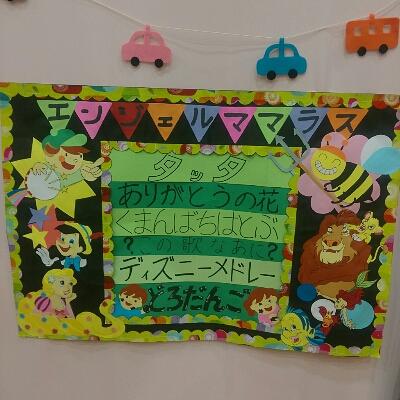 エンジェルママラス
タッタ
ありがとうの花
くまんばちはとぶ
?この歌なあに?
ディズニーメドレー
どろだんご